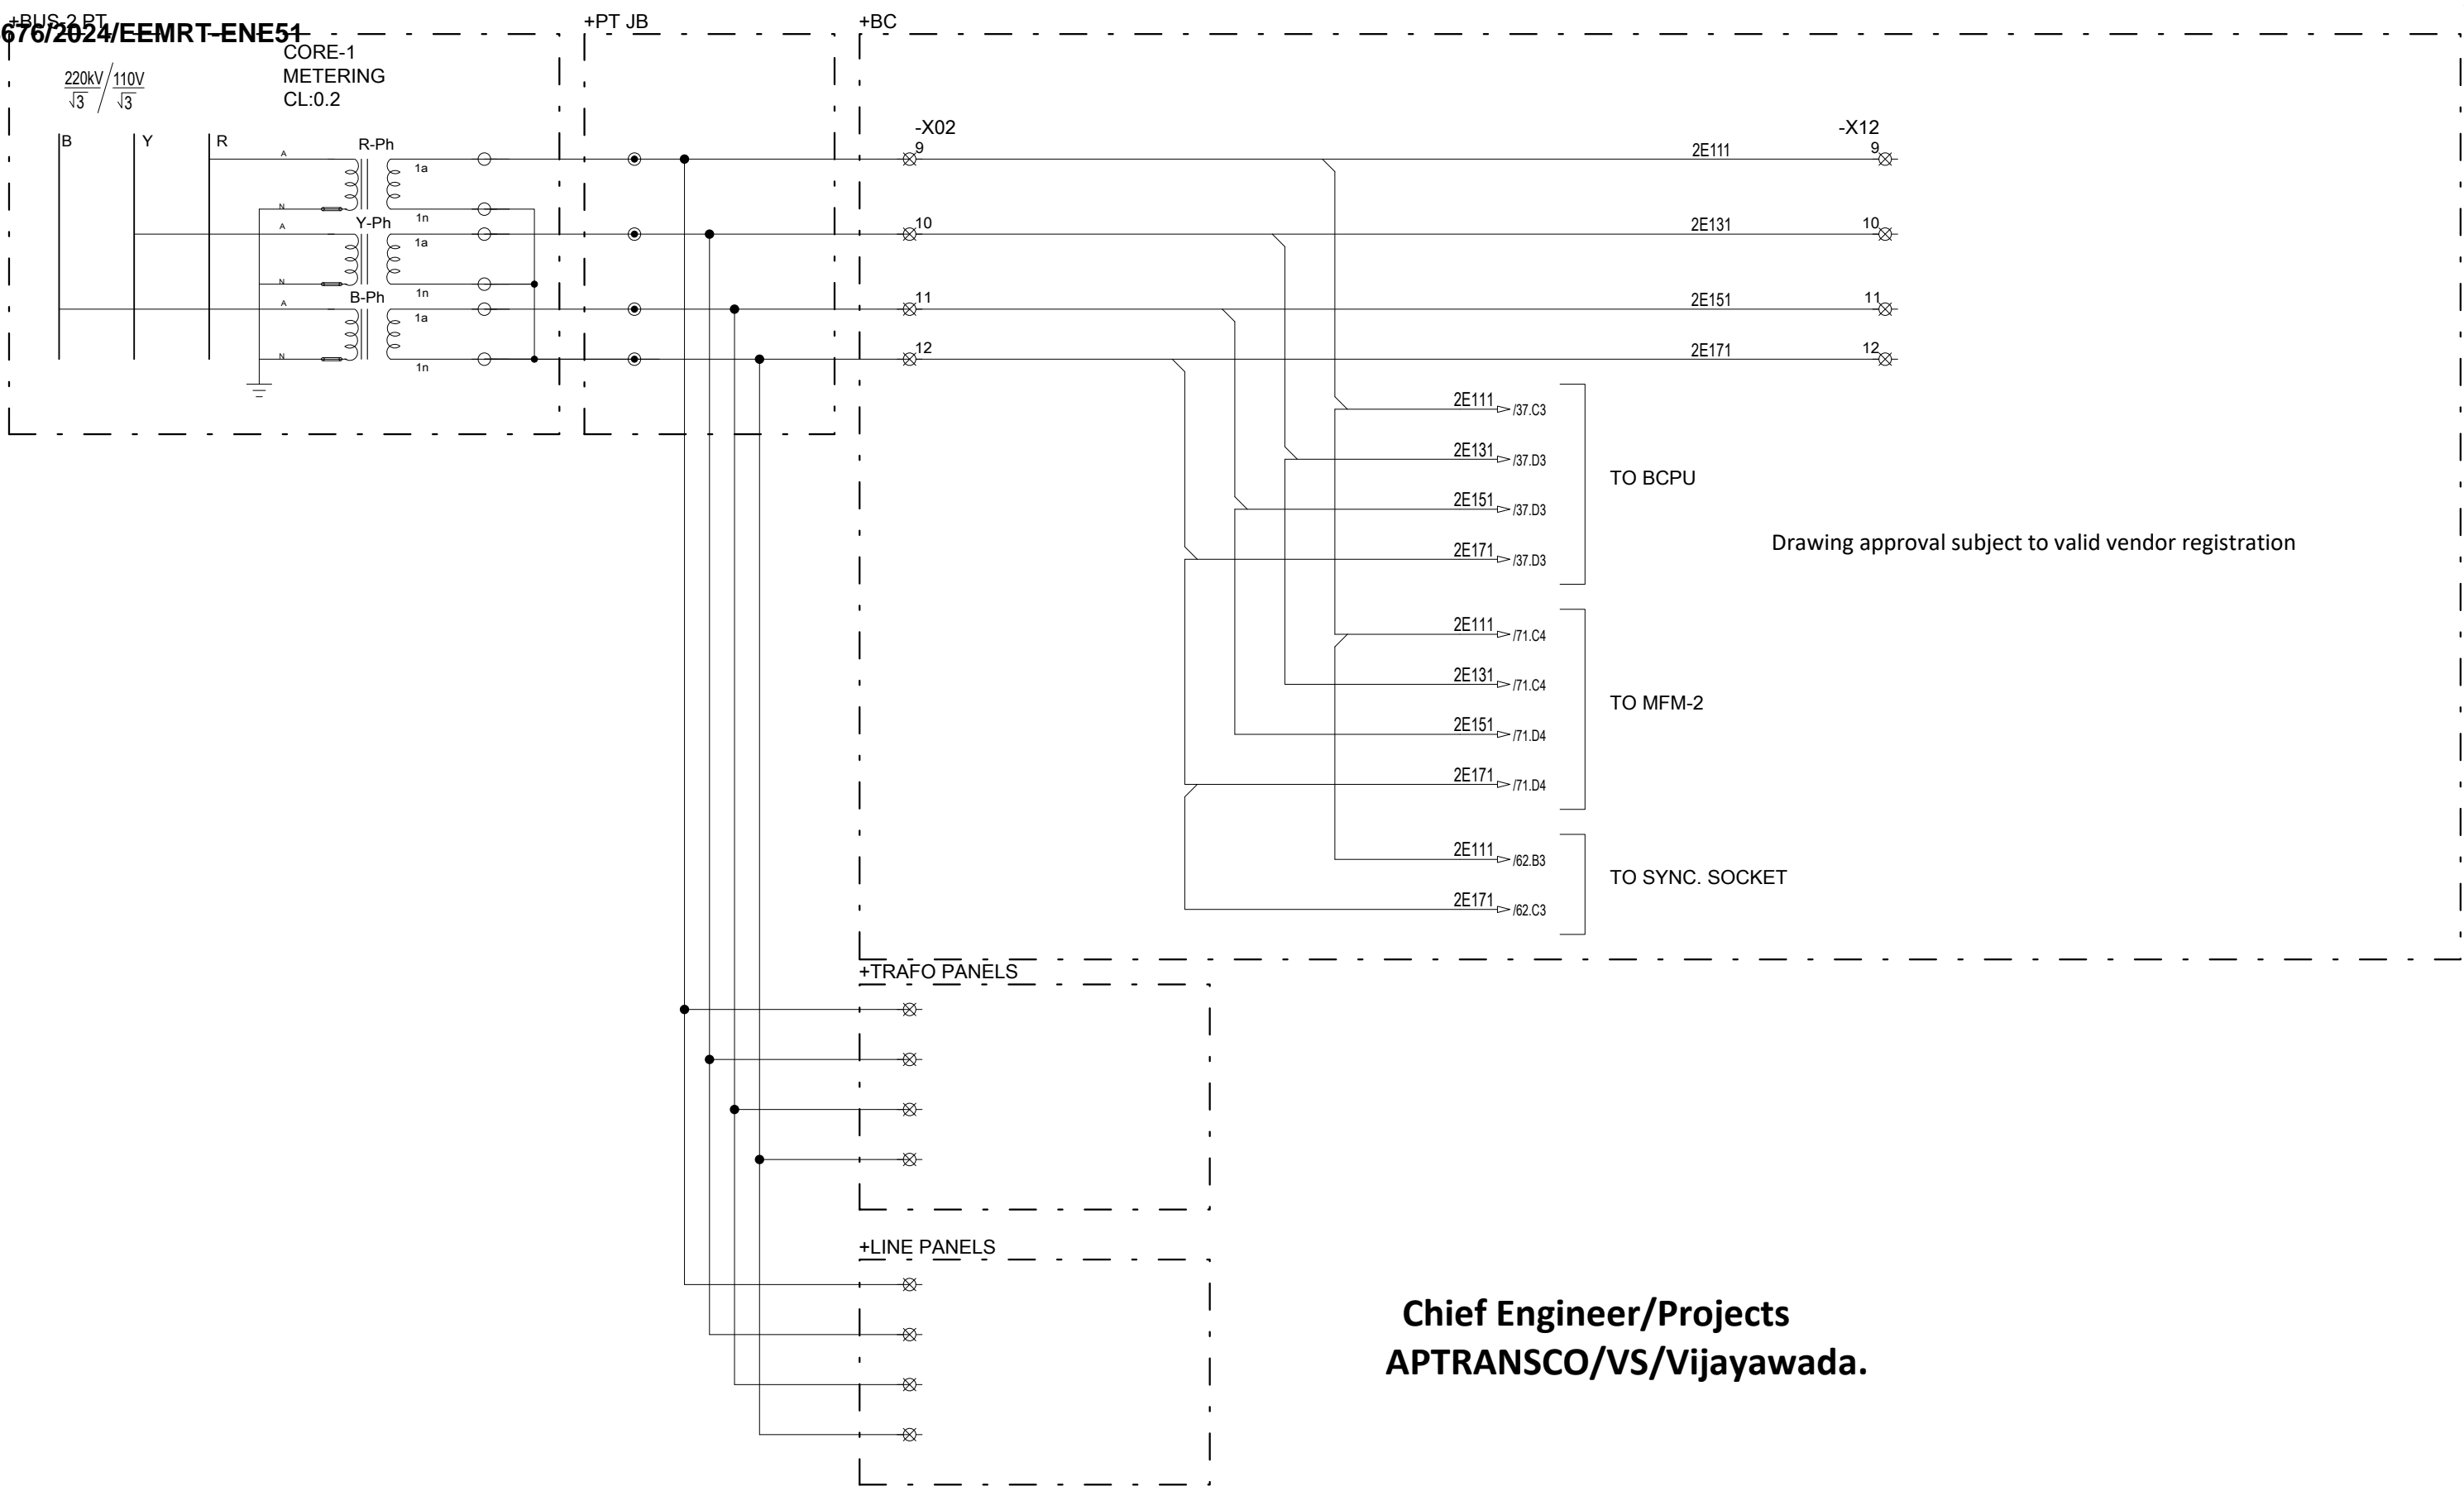 +BUS-2 PT
676/2024/EEMRT-ENE51
+PT JB
+BC
CORE-1
METERING
CL:0.2
220kV/110V
√3 / √3
B
Y
R
A
R-Ph
1a
N
1n
A
Y-Ph
1a
N
1n
A
B-Ph
1a
N
1n
-X02
9
10
11
12
2E111
2E131
2E151
2E171
-X12
9
10
11
12
2E111 /37.C3
2E131 /37.D3
2E151 /37.D3
2E171 /37.D3
TO BCPU
Drawing approval subject to valid vendor registration
2E111 /71.C4
2E131 /71.C4
2E151 /71.D4
2E171 /71.D4
TO MFM-2
2E111 /62.B3
2E171 /62.C3
TO SYNC. SOCKET
+TRAFO PANELS
+LINE PANELS
Chief Engineer/Projects
APTRANSCO/VS/Vijayawada.